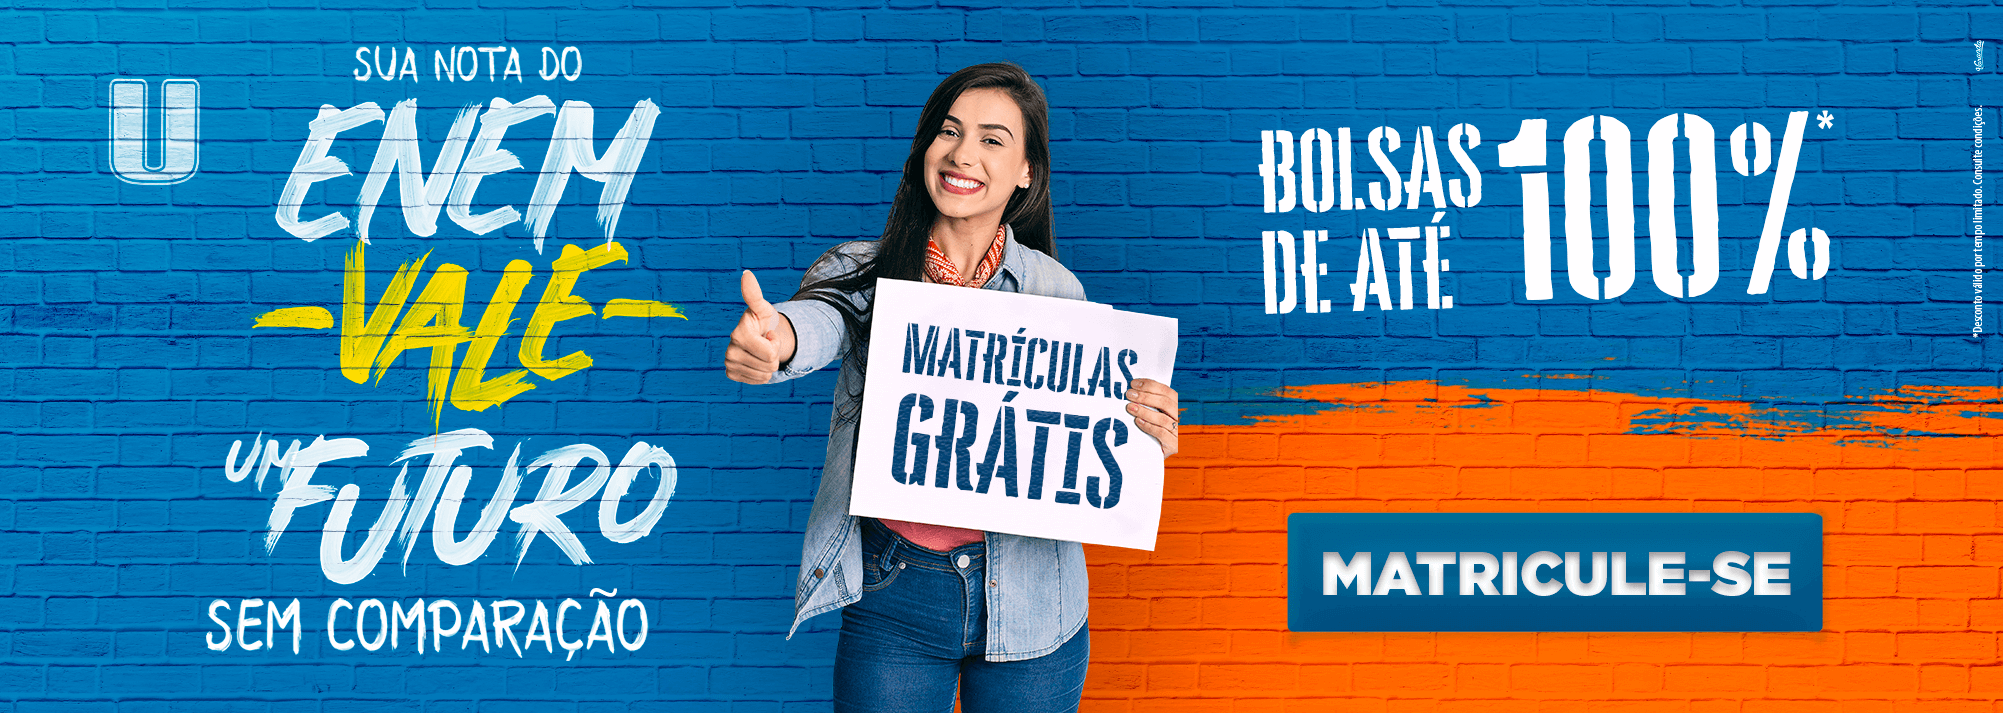 U
SUA NOTA DO
ENEM
-VALE-
UM FUTURO
SEM COMPARAÇÃO
MATRÍCULAS
GRÁTIS
BOLSAS
DE ATÉ
100%*
MATRICULE-SE
*Desconto válido por tempo limitado. Consulte condições.